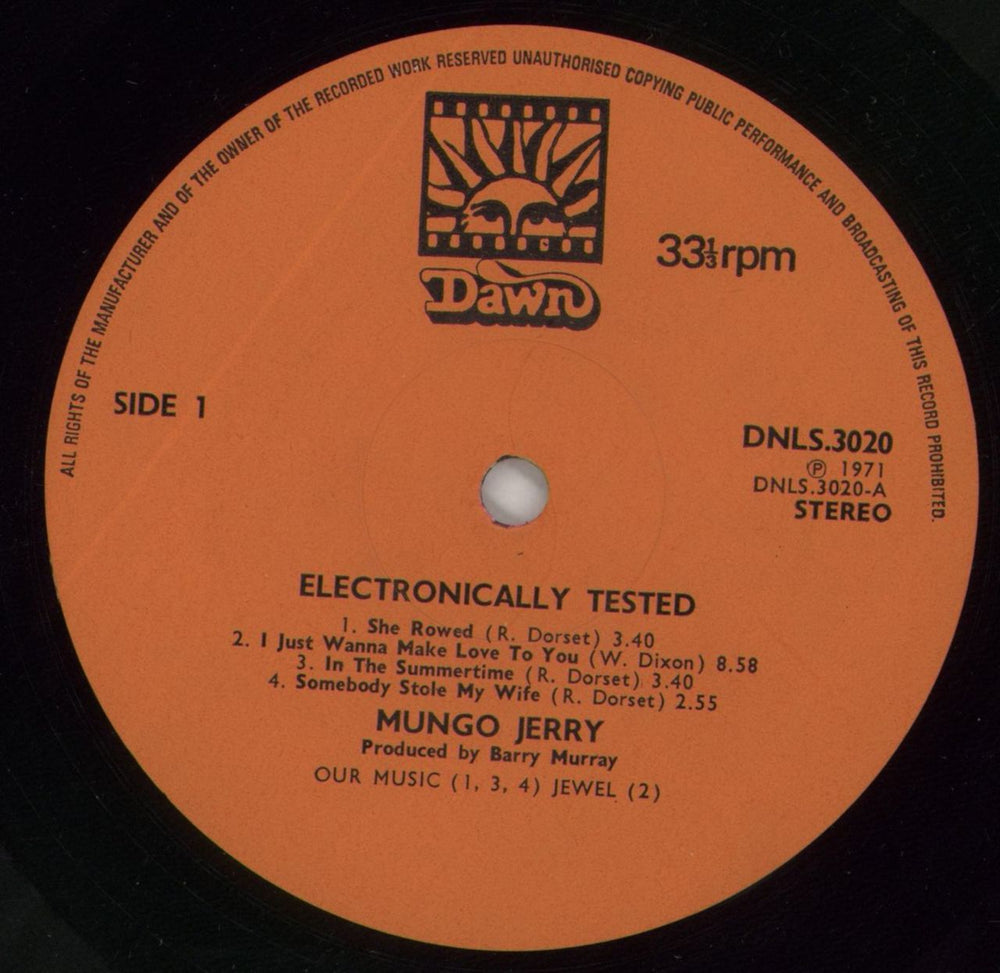 ALL RIGHTS OF THE MANUFACTURER AND OF THE OWNER OF THE RECORDED WORK RESERVED UNAUTHORISED COPYING PUBLIC PERFORMANCE AND BROADCASTING OF THIS RECORD PROHIBITED.
Dawn
33⅓rpm
SIDE 1
DNLS.3020
℗ 1971
DNLS.3020-A
STEREO
ELECTRONICALLY TESTED
1. She Rowed (R. Dorset) 3.40
2. I Just Wanna Make Love To You (W. Dixon) 8.58
3. In The Summertime (R. Dorset) 3.40
4. Somebody Stole My Wife (R. Dorset) 2.55
MUNGO JERRY
Produced by Barry Murray
OUR MUSIC (1, 3, 4) JEWEL (2)